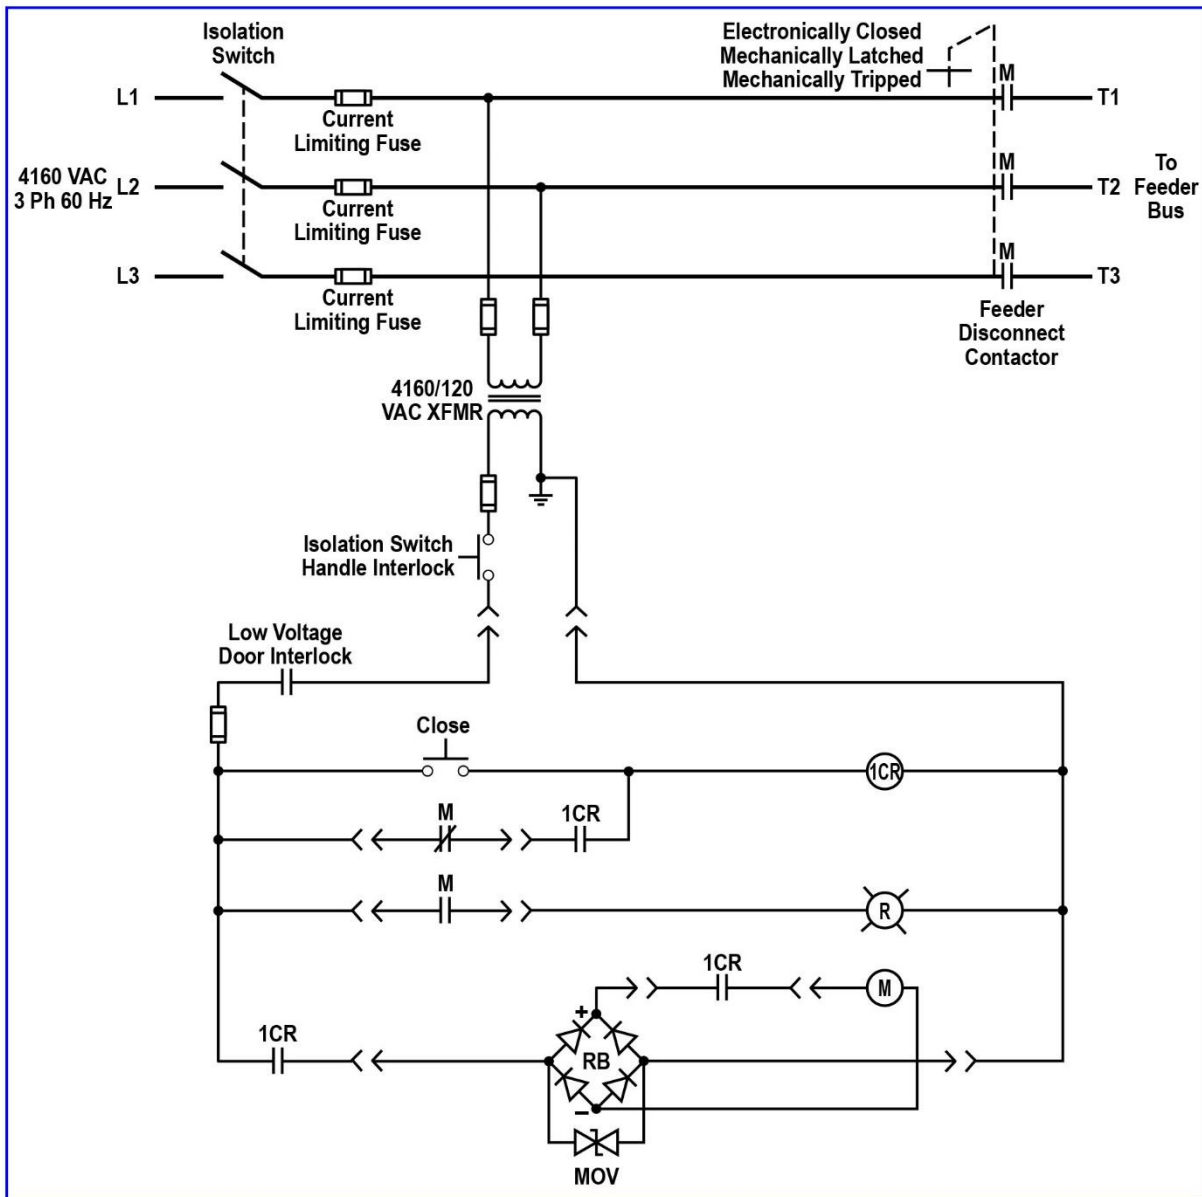 Isolation
Switch
Electronically Closed
Mechanically Latched
Mechanically Tripped
M
L1
T1
Current
Limiting Fuse
4160 VAC
3 Ph 60 Hz
L2
M
T2
To
Feeder
Bus
Current
Limiting Fuse
L3
M
T3
Current
Limiting Fuse
Feeder
Disconnect
Contactor
4160/120
VAC XFMR
Isolation Switch
Handle Interlock
Low Voltage
Door Interlock
Close
1CR
M
1CR
M
R
1CR
M
1CR
+
RB
–
MOV